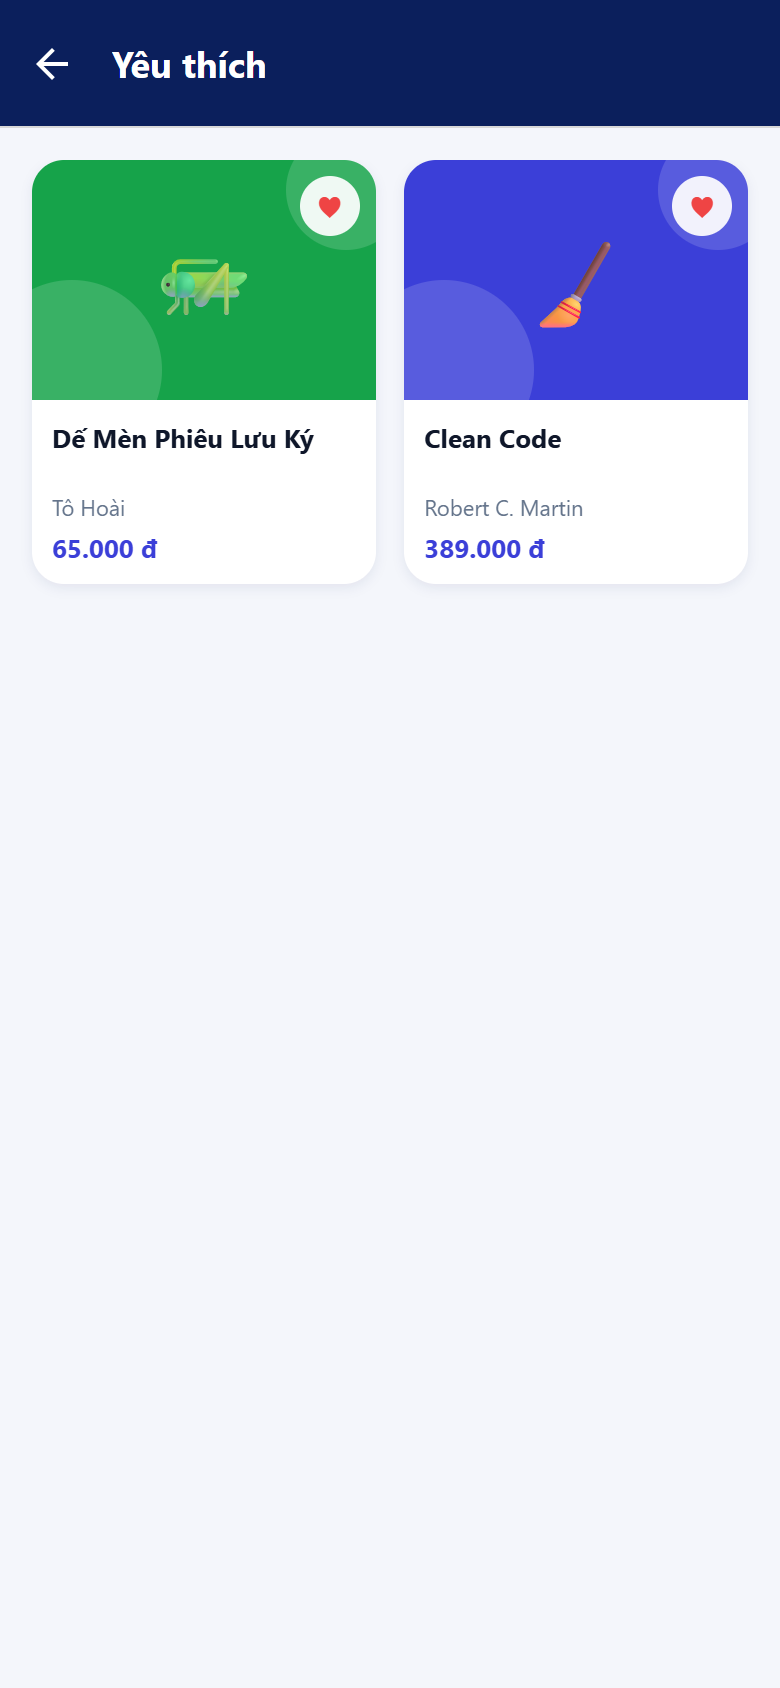 Yêu thích
Dế Mèn Phiêu Lưu Ký
Tô Hoài
65.000 đ
Clean Code
Robert C. Martin
389.000 đ